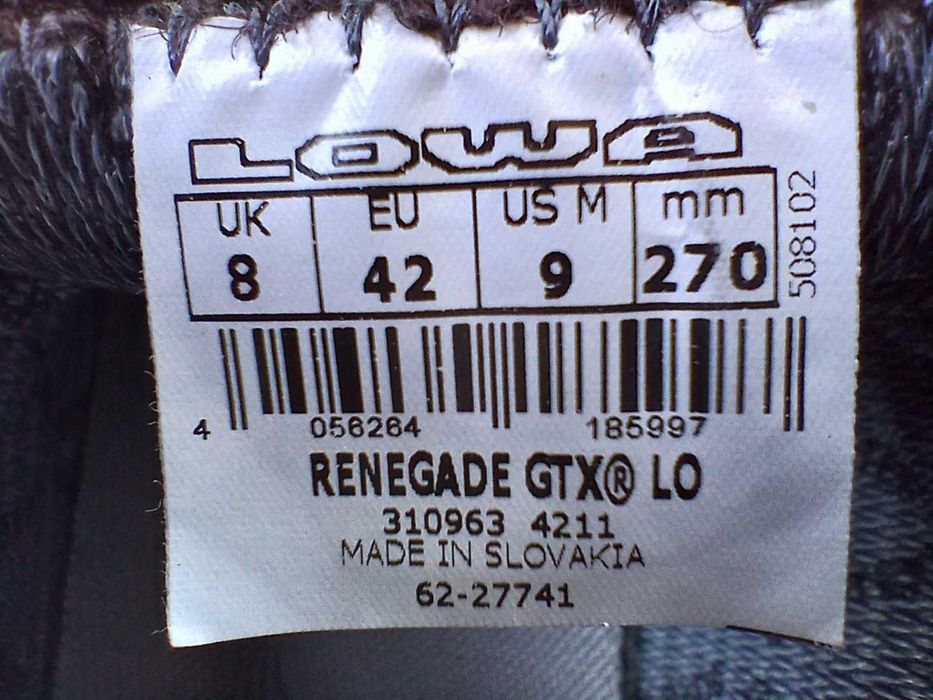 LOWA
UK EU US M mm
8 42 9 270
508102
4 056264 185997
RENEGADE GTX® LO
310963 4211
MADE IN SLOVAKIA
62-27741